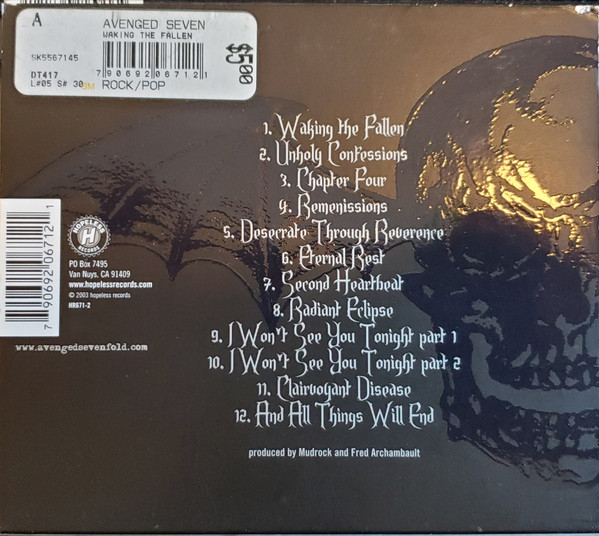 A
AVENGED SEVEN
WAKING THE FALLEN
SK5567145
DT417
7 90692 06712 1
L#05 S# 30
ROCK/POP
$5.00
1. Waking the Fallen
2. Unholy Confessions
3. Chapter Four
4. Remenissions
5. Desecrate Through Reverence
6. Eternal Rest
7. Second Heartbeat
8. Radiant Eclipse
9. I Won't See You Tonight part 1
10. I Won't See You Tonight part 2
11. Clairvoyant Disease
12. And All Things Will End
produced by Mudrock and Fred Archambault
7 90692 06712 1
HOPELESS
H
RECORDS
PO Box 7495
Van Nuys, CA 91409
www.hopelessrecords.com
© 2003 hopeless records
HR671-2
www.avengedsevenfold.com